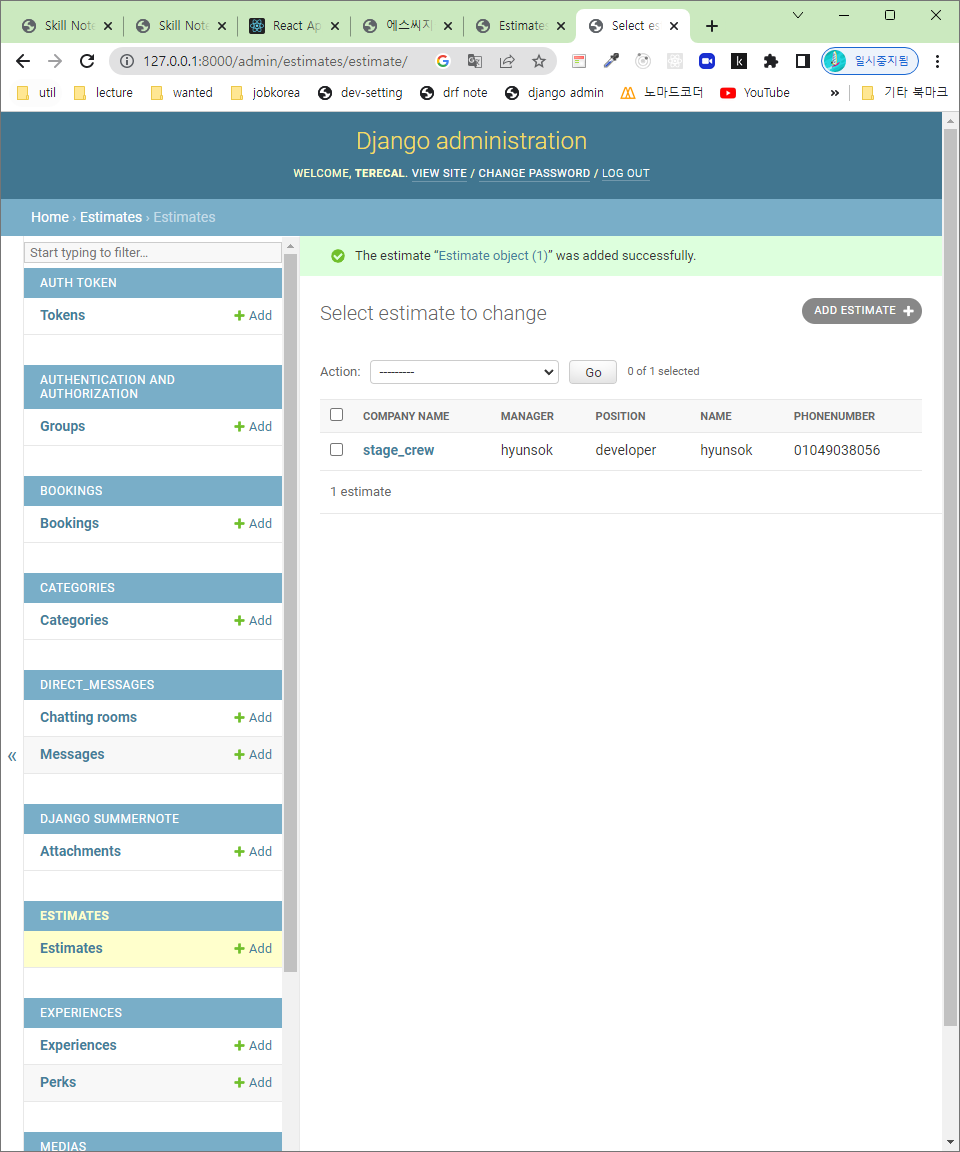 Skill Note
Skill Note
React Ap
에스씨지
Estimates
Select es
127.0.0.1:8000/admin/estimates/estimate/
일시중지됨
util
lecture
wanted
jobkorea
dev-setting
drf note
django admin
노마드코더
YouTube
»
기타 북마크
Django administration
WELCOME, TERECAL. VIEW SITE / CHANGE PASSWORD / LOG OUT
Home › Estimates › Estimates
Start typing to filter...
AUTH TOKEN
Tokens
Add
AUTHENTICATION AND
AUTHORIZATION
Groups
Add
BOOKINGS
Bookings
Add
CATEGORIES
Categories
Add
DIRECT_MESSAGES
Chatting rooms
Add
Messages
Add
«
DJANGO SUMMERNOTE
Attachments
Add
ESTIMATES
Estimates
Add
EXPERIENCES
Experiences
Add
Perks
Add
MEDIAS
The estimate “Estimate object (1)” was added successfully.
Select estimate to change
ADD ESTIMATE
Action:
---------
Go
0 of 1 selected
COMPANY NAME MANAGER POSITION NAME PHONENUMBER
stage_crew hyunsok developer hyunsok 01049038056
1 estimate